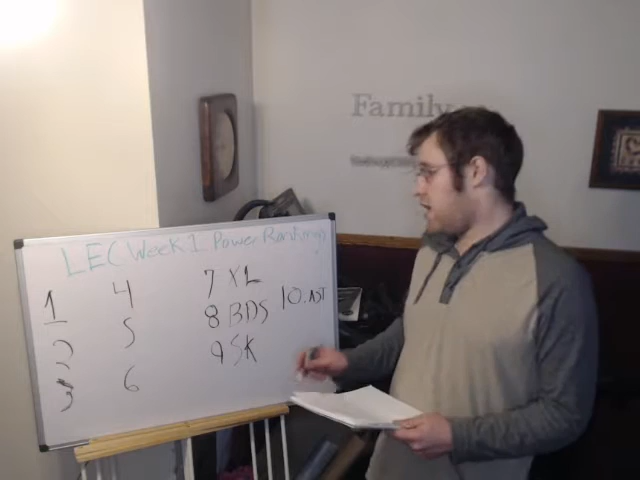 Family
LEC Week 1 Power Rankings
1
2
3
4
5
6
7 XL
8 BDS
9 SK
10. AST